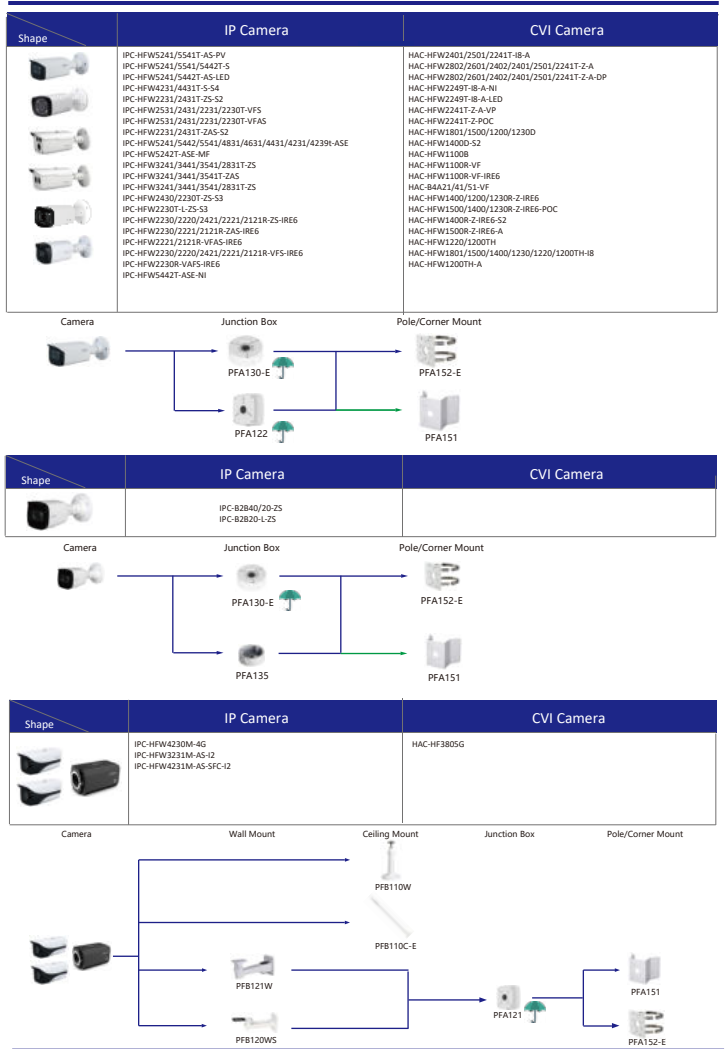 Shape
IP Camera
CVI Camera
IPC-HFW5241/5541T-AS-PV
IPC-HFW5241/5541/5442T-S
IPC-HFW5241/5442T-AS-LED
IPC-HFW4231/4431T-S-S4
IPC-HFW2231/2431T-ZS-S2
IPC-HFW2531/2431/2231/2230T-VFS
IPC-HFW2531/2431/2231/2230T-VFAS
IPC-HFW2231/2431T-ZAS-S2
IPC-HFW5241/5442/5541/4831/4631/4431/4231/4239t-ASE
IPC-HFW5242T-ASE-MF
IPC-HFW3241/3441/3541/2831T-ZS
IPC-HFW3241/3441/3541T-ZAS
IPC-HFW3241/3441/3541/2831T-ZS
IPC-HFW2430/2230T-ZS-S3
IPC-HFW2230T-L-ZS-S3
IPC-HFW2230/2220/2421/2221/2121R-ZS-IRE6
IPC-HFW2230/2221/2121R-ZAS-IRE6
IPC-HFW2221/2121R-VFAS-IRE6
IPC-HFW2230/2220/2421/2221/2121R-VFS-IRE6
IPC-HFW2230R-VAFS-IRE6
IPC-HFW5442T-ASE-NI
HAC-HFW2401/2501/2241T-I8-A
HAC-HFW2802/2601/2402/2401/2501/2241T-Z-A
HAC-HFW2802/2601/2402/2401/2501/2241T-Z-A-DP
HAC-HFW2249T-I8-A-NI
HAC-HFW2249T-I8-A-LED
HAC-HFW2241T-Z-A-VP
HAC-HFW2241T-Z-POC
HAC-HFW1801/1500/1200/1230D
HAC-HFW1400D-S2
HAC-HFW1100B
HAC-HFW1100R-VF
HAC-HFW1100R-VF-IRE6
HAC-B4A21/41/51-VF
HAC-HFW1400/1200/1230R-Z-IRE6
HAC-HFW1500/1400/1230R-Z-IRE6-POC
HAC-HFW1400R-Z-IRE6-S2
HAC-HFW1500R-Z-IRE6-A
HAC-HFW1220/1200TH
HAC-HFW1801/1500/1400/1230/1220/1200TH-I8
HAC-HFW1200TH-A
Camera
Junction Box
Pole/Corner Mount
PFA130-E
PFA152-E
PFA122
PFA151
Shape
IP Camera
CVI Camera
IPC-B2B40/20-ZS
IPC-B2B20-L-ZS
Camera
Junction Box
Pole/Corner Mount
PFA130-E
PFA152-E
PFA135
PFA151
Shape
IP Camera
CVI Camera
IPC-HFW4230M-4G
IPC-HFW3231M-AS-I2
IPC-HFW4231M-AS-SFC-I2
HAC-HF3805G
Camera
Wall Mount
Ceiling Mount
Junction Box
Pole/Corner Mount
PFB110W
PFB110C-E
PFB121W
PFA151
PFA121
PFB120WS
PFA152-E